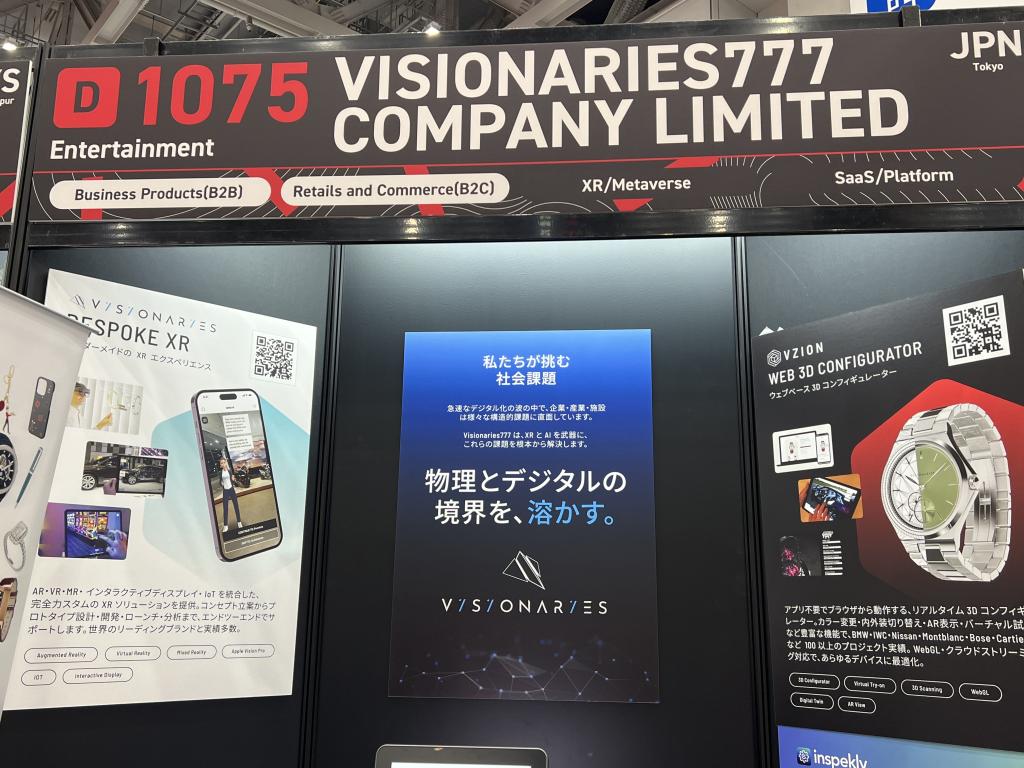 D 1075
VISIONARIES777
COMPANY LIMITED
JPN
Tokyo
Entertainment
Business Products(B2B)
Retails and Commerce(B2C)
XR/Metaverse
SaaS/Platform
VISIONARIES
BESPOKE XR
ダーメイドの XR エクスペリエンス
AR・VR・MR・インタラクティブディスプレイ・IoT を統合した、
完全カスタムの XR ソリューションを提供。コンセプト立案からプ
ロトタイプ設計・開発・ローンチ・分析まで、エンドツーエンドでサ
ポートします。世界のリーディングブランドと実績多数。
Augmented Reality
Virtual Reality
Mixed Reality
Apple Vision Pro
IOT
Interactive Display
私たちが挑む
社会課題
急速なデジタル化の波の中で、企業・産業・施設
は様々な構造的課題に直面しています。
Visionaries777 は、XR と AI を武器に、
これらの課題を根本から解決します。
物理とデジタルの
境界を、溶かす。
VISIONARIES
VZION
WEB 3D CONFIGURATOR
ウェブベース 3D コンフィギュレーター
アプリ不要でブラウザから動作する、リアルタイム 3D コンフィギ
レーター。カラー変更・内外装切り替え・AR表示・バーチャル試
など豊富な機能で、BMW・IWC・Nissan・Montblanc・Bose・Cartie
など 100 以上のプロジェクト実績。WebGL・クラウドストリーミ
グ対応で、あらゆるデバイスに最適化。
3D Configurator
Virtual Try-on
3D Scanning
WebGL
Digital Twin
AR View
inspekly